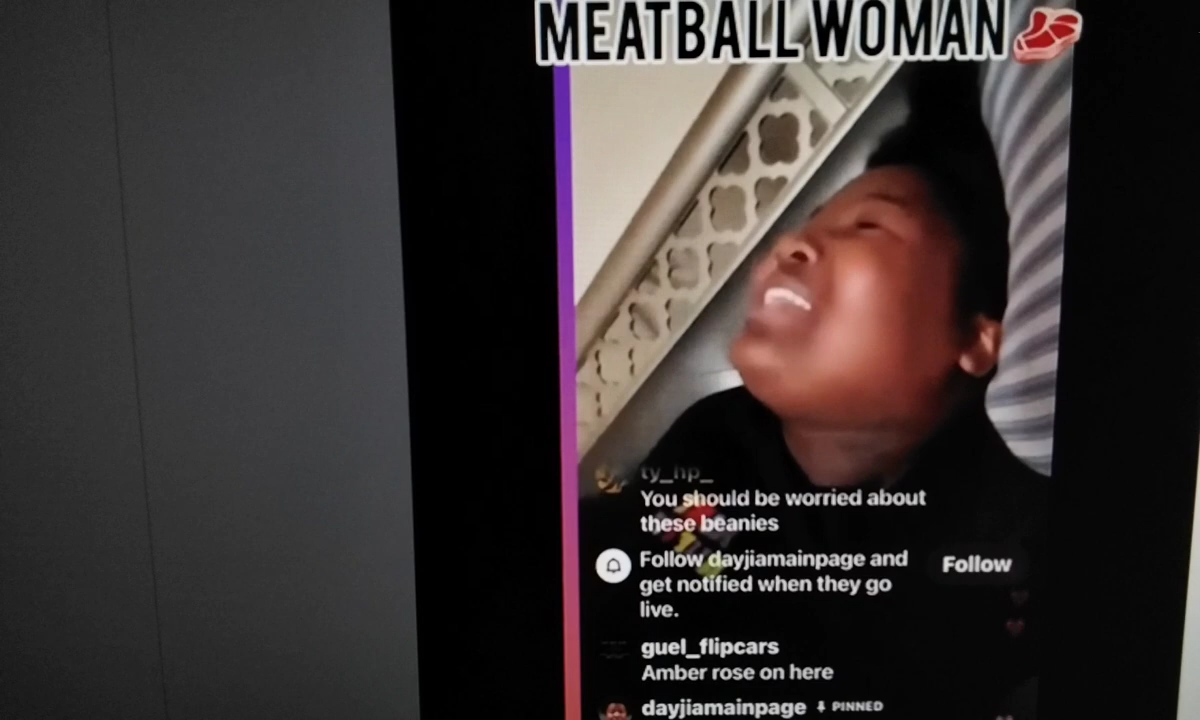 MEATBALL WOMAN
ty_hp_
You should be worried about
these beanies
Follow dayjiamainpage and
get notified when they go
live.
Follow
guel_flipcars
Amber rose on here
dayjiamainpage PINNED